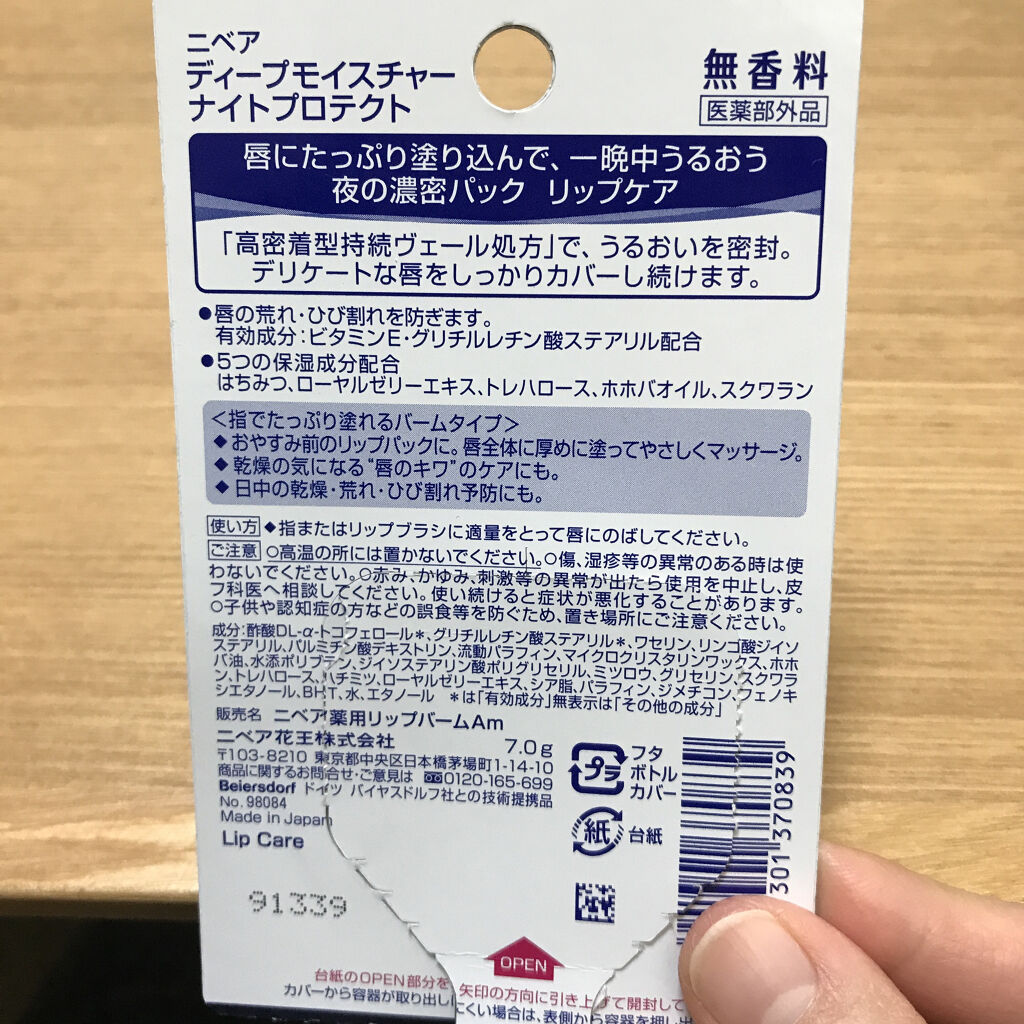 ニベア
ディープモイスチャー
ナイトプロテクト
無香料
医薬部外品
唇にたっぷり塗り込んで、一晩中うるおう
夜の濃密パック リップケア
「高密着型持続ヴェール処方」で、うるおいを密封。
デリケートな唇をしっかりカバーし続けます。
●唇の荒れ・ひび割れを防ぎます。
有効成分：ビタミンE・グリチルレチン酸ステアリル配合
●5つの保湿成分配合
はちみつ、ローヤルゼリーエキス、トレハロース、ホホバオイル、スクワラン
＜指でたっぷり塗れるバームタイプ＞
◆おやすみ前のリップパックに。唇全体に厚めに塗ってやさしくマッサージ。
◆乾燥の気になる“唇のキワ”のケアにも。
◆日中の乾燥・荒れ・ひび割れ予防にも。
使い方 ◆指またはリップブラシに適量をとって唇にのばしてください。
ご注意 ○高温の所には置かないでください。○傷、湿疹等の異常のある時は使
わないでください。○赤み、かゆみ、刺激等の異常が出たら使用を中止し、皮
フ科医へ相談してください。使い続けると症状が悪化することがあります。
○子供や認知症の方などの誤食等を防ぐため、置き場所にご注意ください。
成分：酢酸DL-α-トコフェロール＊、グリチルレチン酸ステアリル＊、ワセリン、リンゴ酸ジイソ
ステアリル、パルミチン酸デキストリン、流動パラフィン、マイクロクリスタリンワックス、ホホ
バ油、水添ポリブテン、ジイソステアリン酸ポリグリセリル、ミツロウ、グリセリン、スクワラ
ン、トレハロース、ハチミツ、ローヤルゼリーエキス、シア脂、パラフィン、ジメチコン、フェノキ
シエタノール、BHT、水、エタノール ＊は「有効成分」無表示は「その他の成分」
販売名 ニベア薬用リップバームAm
ニベア花王株式会社 7.0g
〒103-8210 東京都中央区日本橋茅場町1-14-10
商品に関するお問合せ・ご意見は 0120-165-699
Beiersdorf ドイツ バイヤスドルフ社との技術提携品
No. 98084
Made in Japan
Lip Care
プラ
フタ
ボトル
カバー
紙
台紙
301 370839
91339
OPEN
台紙のOPEN部分を 矢印の方向に引き上げて開封して
カバーから容器が取り出し にくい場合は、表側から容器を押し出